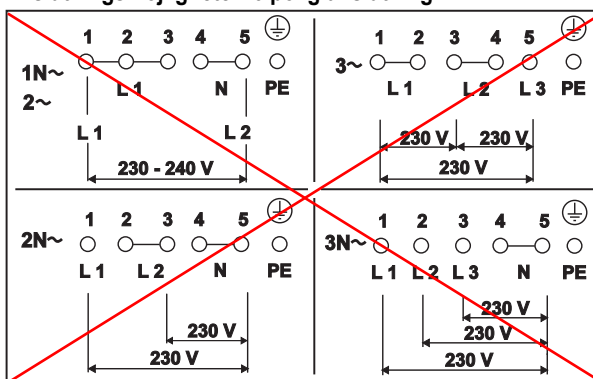 1 2 3 4 5
1N~
L 1 N PE
2~
L 1 L 2
230 - 240 V
1 2 3 4 5
3~
L 1 L 2 L 3 PE
230 V 230 V
230 V
1 2 3 4 5
2N~
L 1 L 2 N PE
230 V
230 V
1 2 3 4 5
3N~
L 1 L 2 L 3 N PE
230 V
230 V
230 V